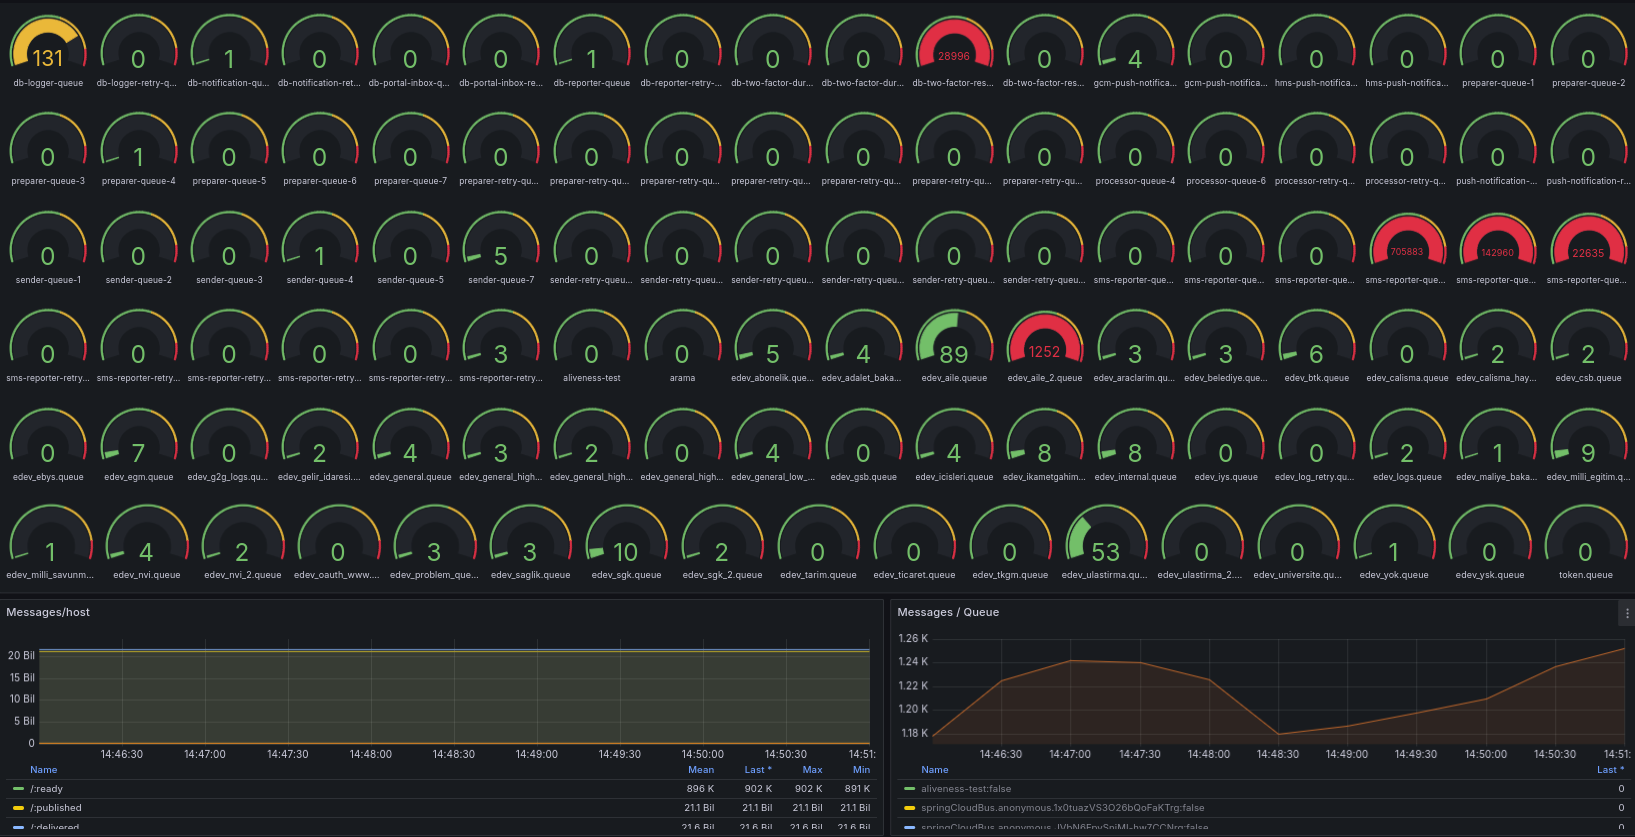 131 0 1 0 0 0 1 0 0 0 28996 0 4 0 0 0 0 0
db-logger-queue db-logger-retry-q... db-notification-qu... db-notification-ret... db-portal-inbox-q... db-portal-inbox-re... db-reporter-queue db-reporter-retry-... db-two-factor-dur... db-two-factor-dur... db-two-factor-res... db-two-factor-res... gcm-push-notifica... gcm-push-notifica... hms-push-notifica... hms-push-notifica... preparer-queue-1 preparer-queue-2
0 1 0 0 0 0 0 0 0 0 0 0 0 0 0 0 0 0
preparer-queue-3 preparer-queue-4 preparer-queue-5 preparer-queue-6 preparer-queue-7 preparer-retry-qu... preparer-retry-qu... preparer-retry-qu... preparer-retry-qu... preparer-retry-qu... preparer-retry-qu... preparer-retry-qu... processor-queue-4 processor-queue-6 processor-retry-q... processor-retry-q... push-notification-... push-notification-r...
0 0 0 1 0 5 0 0 0 0 0 0 0 0 0 705883 142960 22635
sender-queue-1 sender-queue-2 sender-queue-3 sender-queue-4 sender-queue-5 sender-queue-7 sender-retry-queu... sender-retry-queu... sender-retry-queu... sender-retry-queu... sender-retry-queu... sender-retry-queu... sms-reporter-que... sms-reporter-que... sms-reporter-que... sms-reporter-que... sms-reporter-que... sms-reporter-que...
0 0 0 0 0 3 0 0 5 4 89 1252 3 3 6 0 2 2
sms-reporter-retry... sms-reporter-retry... sms-reporter-retry... sms-reporter-retry... sms-reporter-retry... sms-reporter-retry... aliveness-test arama edev_abonelik.que... edev_adalet_baka... edev_aile.queue edev_aile_2.queue edev_araclarim.qu... edev_belediye.que... edev_btk.queue edev_calisma.queue edev_calisma_hay... edev_csb.queue
0 7 0 2 4 3 2 0 4 0 4 8 8 0 0 2 1 9
edev_ebys.queue edev_egm.queue edev_g2g_logs.qu... edev_gelir_idaresi.... edev_general.queue edev_general_high... edev_general_high... edev_general_high... edev_general_low_... edev_gsb.queue edev_icisleri.queue edev_ikametgahim... edev_internal.queue edev_iys.queue edev_log_retry.qu... edev_logs.queue edev_maliye_baka... edev_milli_egitim.q...
1 4 2 0 3 3 10 2 0 0 0 53 0 0 1 0 0
edev_milli_savunm... edev_nvi.queue edev_nvi_2.queue edev_oauth_www.... edev_problem_que... edev_saglik.queue edev_sgk.queue edev_sgk_2.queue edev_tarim.queue edev_ticaret.queue edev_tkgm.queue edev_ulastirma.qu... edev_ulastirma_2.... edev_universite.qu... edev_yok.queue edev_ysk.queue token.queue
Messages/host
20 Bil
15 Bil
10 Bil
5 Bil
0
14:46:30 14:47:00 14:47:30 14:48:00 14:48:30 14:49:00 14:49:30 14:50:00 14:50:30 14:51:
Name Mean Last * Max Min
/:ready 896 K 902 K 902 K 891 K
/:published 21.1 Bil 21.1 Bil 21.1 Bil 21.1 Bil
/:delivered 21.6 Bil 21.6 Bil 21.6 Bil 21.6 Bil
Messages / Queue
1.26 K
1.24 K
1.22 K
1.20 K
1.18 K
14:46:30 14:47:00 14:47:30 14:48:00 14:48:30 14:49:00 14:49:30 14:50:00 14:50:30 14:51:
Name Last *
aliveness-test:false 0
springCloudBus.anonymous.1x0tuazVS3O26bQoFaKTrg:false 0
0